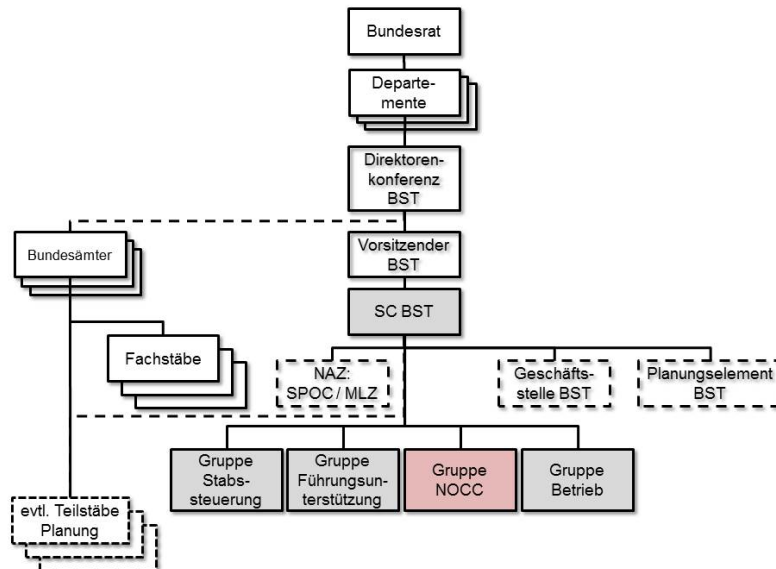 Bundesrat
Departe-
mente
Direktoren-
konferenz
BST
Bundesämter
Vorsitzender
BST
SC BST
Fachstäbe
NAZ:
SPOC / MLZ
Geschäfts-
stelle BST
Planungselement
BST
Gruppe
Stabs-
steuerung
Gruppe
Führungsun-
terstützung
Gruppe
NOCC
Gruppe
Betrieb
evtl. Teilstäbe
Planung